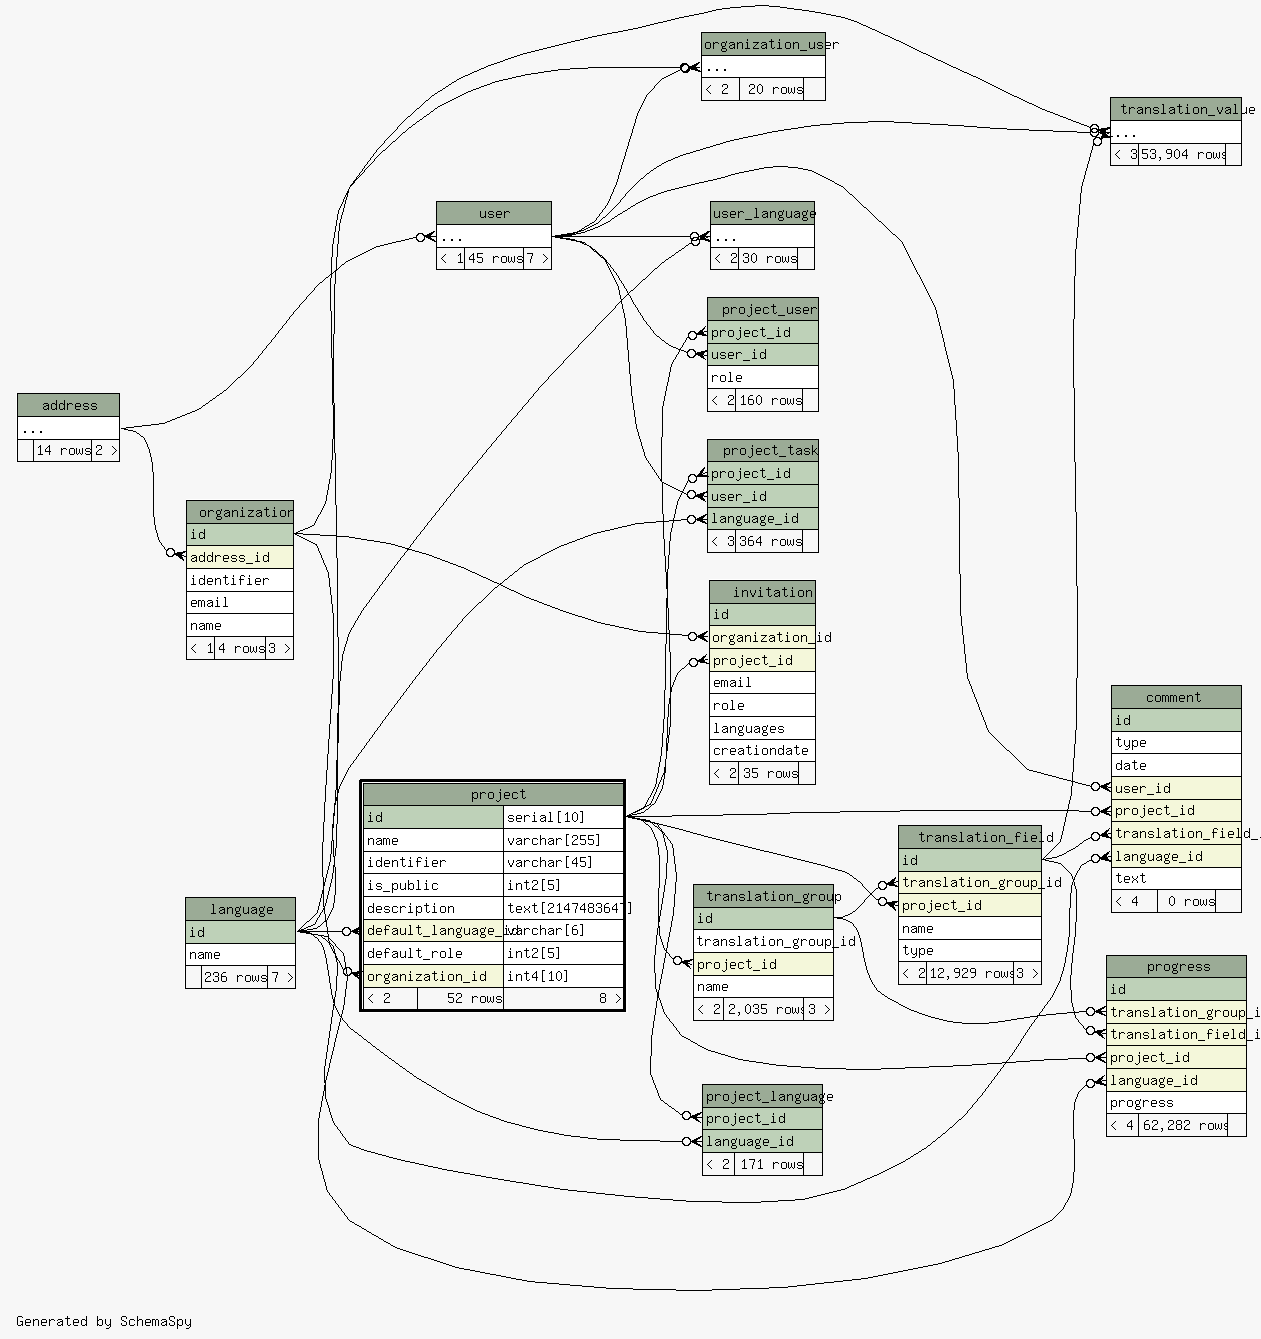 organization_user
...
< 2 20 rows
translation_value
...
< 3 53,904 rows
user
...
< 1 45 rows 7 >
user_language
...
< 2 30 rows
project_user
project_id
user_id
role
< 2 160 rows
address
...
14 rows 2 >
project_task
project_id
user_id
language_id
< 3 364 rows
organization
id
address_id
identifier
email
name
< 1 4 rows 3 >
invitation
id
organization_id
project_id
email
role
languages
creationdate
< 2 35 rows
comment
id
type
date
user_id
project_id
translation_field_i
language_id
text
< 4 0 rows
project
id serial[10]
name varchar[255]
identifier varchar[45]
is_public int2[5]
description text[2147483647]
default_language_id varchar[6]
default_role int2[5]
organization_id int4[10]
< 2 52 rows 8 >
translation_field
id
translation_group_id
project_id
name
type
< 2 12,929 rows 3 >
translation_group
id
translation_group_id
project_id
name
< 2 2,035 rows 3 >
language
id
name
236 rows 7 >
progress
id
translation_group_i
translation_field_i
project_id
language_id
progress
< 4 62,282 rows
project_language
project_id
language_id
< 2 171 rows
Generated by SchemaSpy